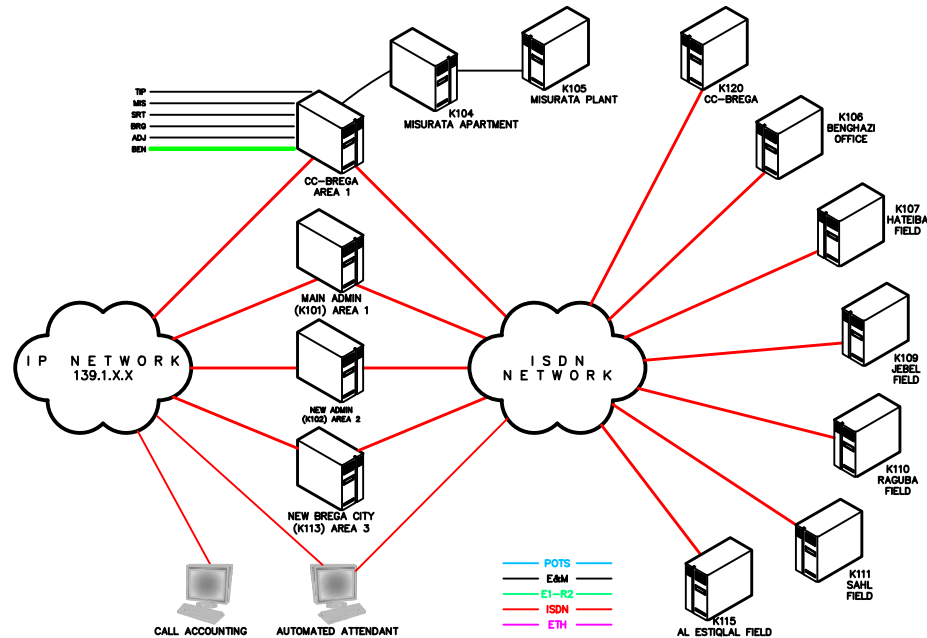 K105
MISURATA PLANT
K104
MISURATA APARTMENT
K120
CC-BREGA
K106
BENGHAZI
OFFICE
TIP
MIS
SRT
BRG
ADJ
BEN
CC-BREGA
AREA 1
K107
HATEIBA
FIELD
MAIN ADMIN
(K101) AREA 1
IP NETWORK
139.1.X.X
ISDN
NETWORK
K109
JEBEL
FIELD
NEW ADMIN
(K102) AREA 2
K110
RAGUBA
FIELD
NEW BREGA CITY
(K113) AREA 3
K111
SAHL
FIELD
POTS
E&M
E1-R2
ISDN
ETH
K115
AL ESTIQLAL FIELD
CALL ACCOUNTING
AUTOMATED ATTENDANT